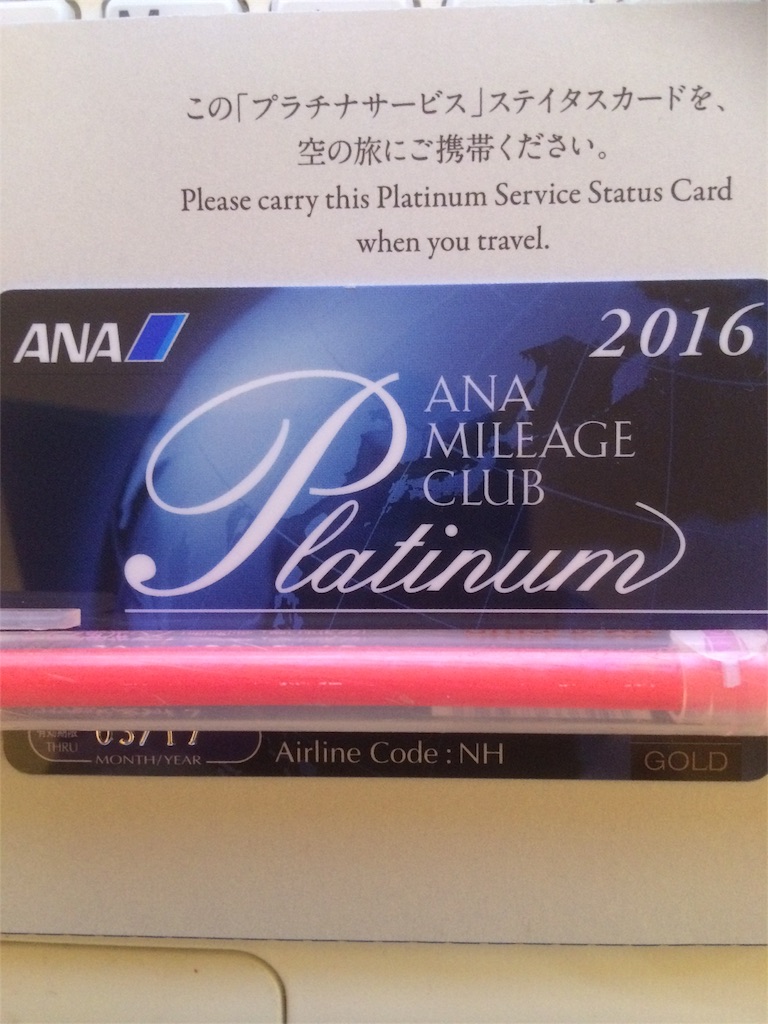 この「プラチナサービス」ステイタスカードを、
空の旅にご携帯ください。
Please carry this Platinum Service Status Card
when you travel.
ANA
2016
ANA
MILEAGE
CLUB
Platinum
THRU
03/17
MONTH/YEAR
Airline Code : NH
GOLD